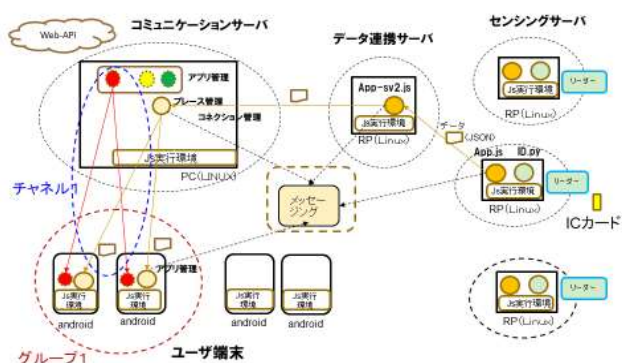 Web-API
コミュニケーションサーバ
データ連携サーバ
センシングサーバ
アプリ管理
プレース管理
コネクション管理
Js実行環境
PC(LINUX)
App-sv2.js
Js実行環境
RP(Linux)
データ
(JSON)
リーダー
Js実行環境
RP(Linux)
App.js ID.py
リーダー
Js実行環境
RP(Linux)
ICカード
リーダー
Js実行環境
RP(Linux)
チャネル1
メッセー
ジング
アプリ管理
Js実行
環境
android
Js実行
環境
android
Js実行
環境
android
Js実行
環境
android
グループ1
ユーザ端末